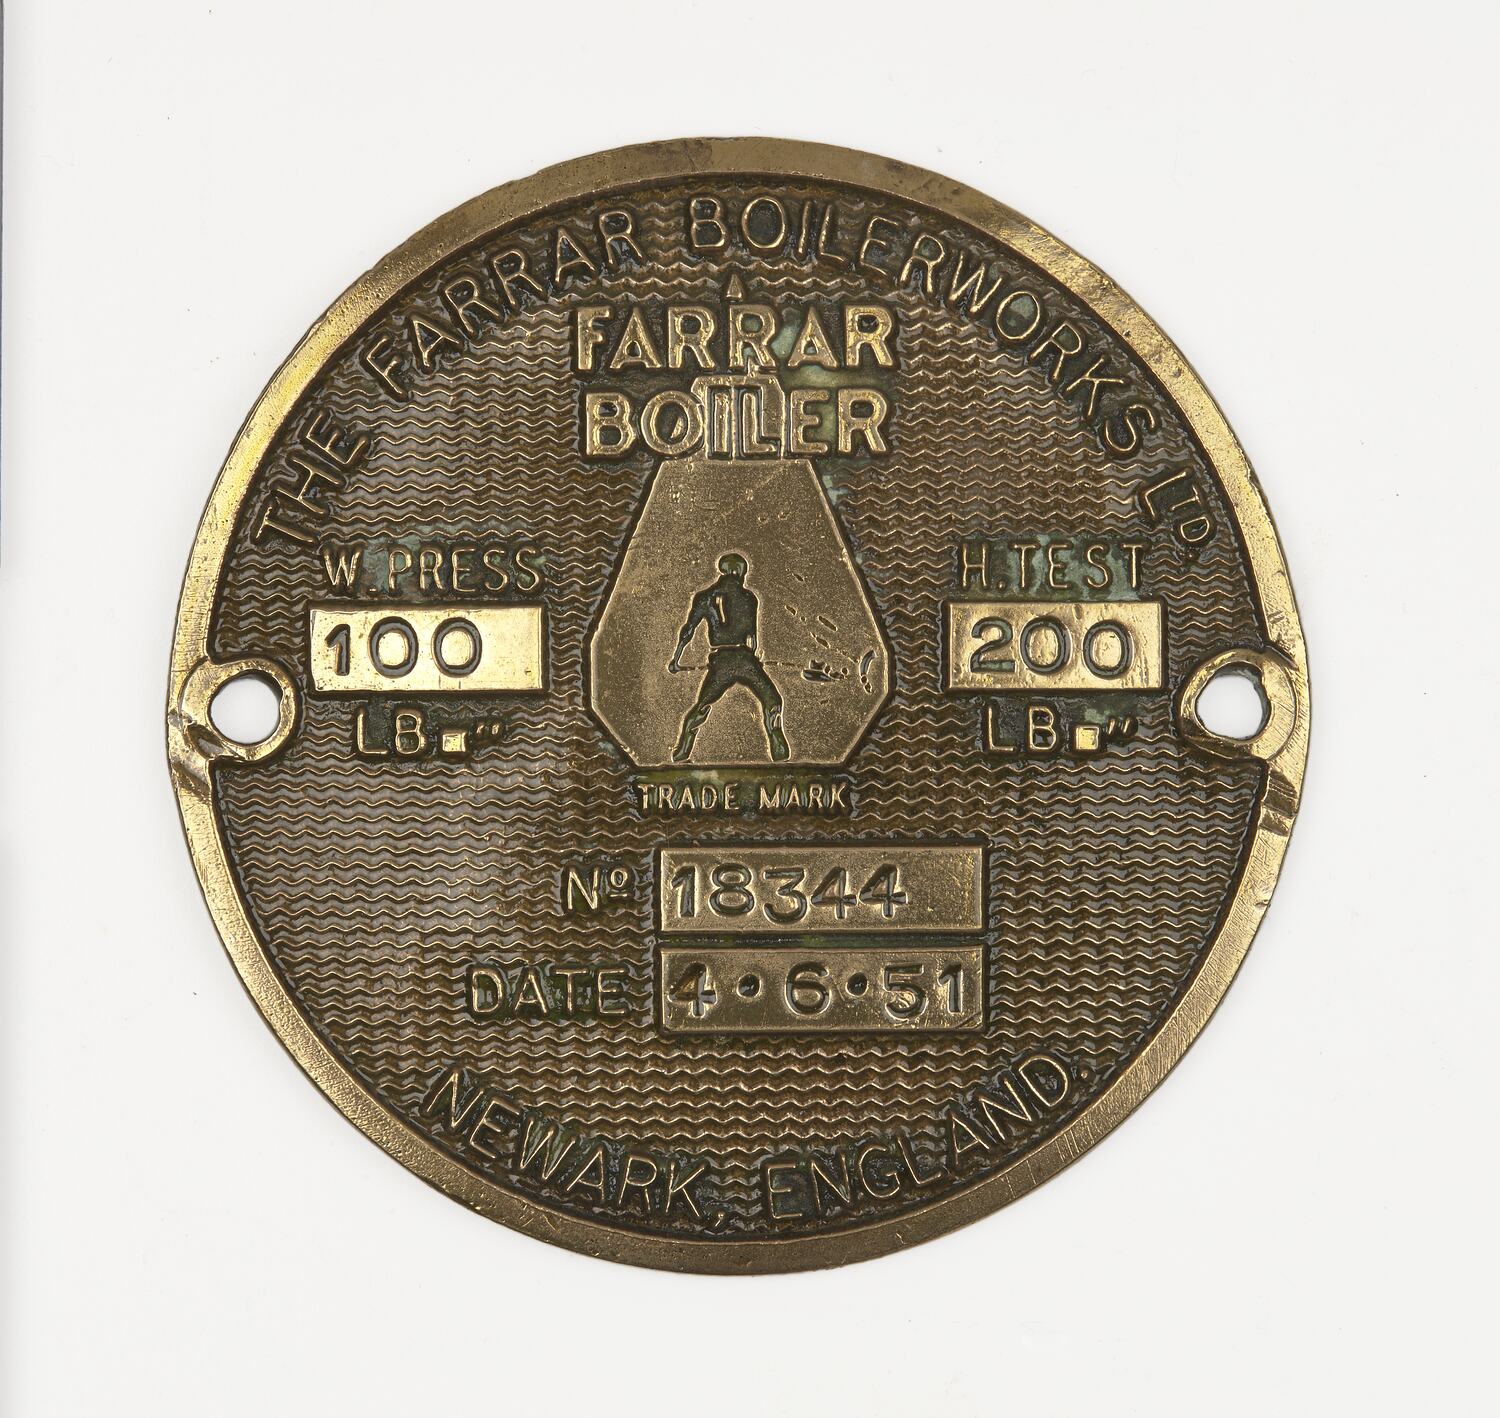 THE FARRAR BOILERWORKS LTD.
FARRAR
BOILER
W.PRESS
100
LB.□"
H.TEST
200
LB.□"
TRADE MARK
Nº 18344
DATE 4•6•51
NEWARK, ENGLAND.